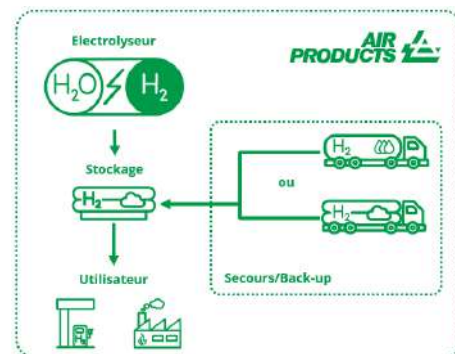 Electrolyseur
AIR
PRODUCTS
H₂O
H₂
Stockage
H₂
H₂
ou
H₂
Utilisateur
Secours/Back-up